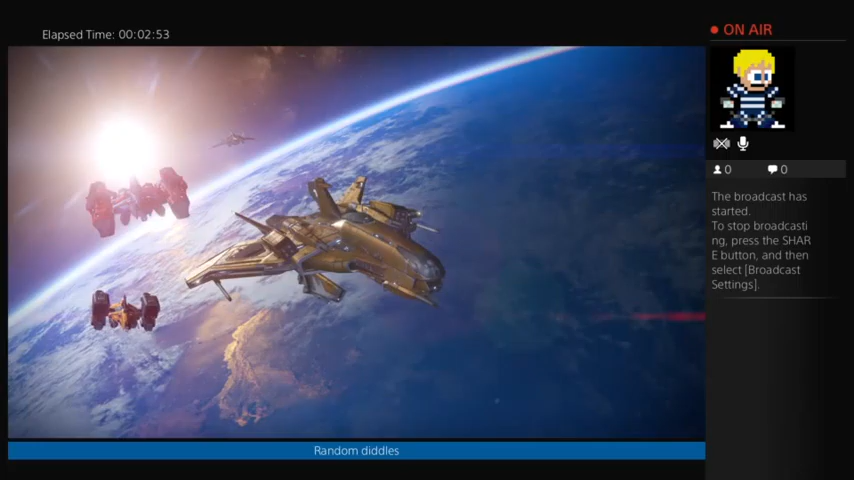 Elapsed Time: 00:02:53
ON AIR
0 0
The broadcast has
started.
To stop broadcasti
ng, press the SHAR
E button, and then
select [Broadcast
Settings].
Random diddles